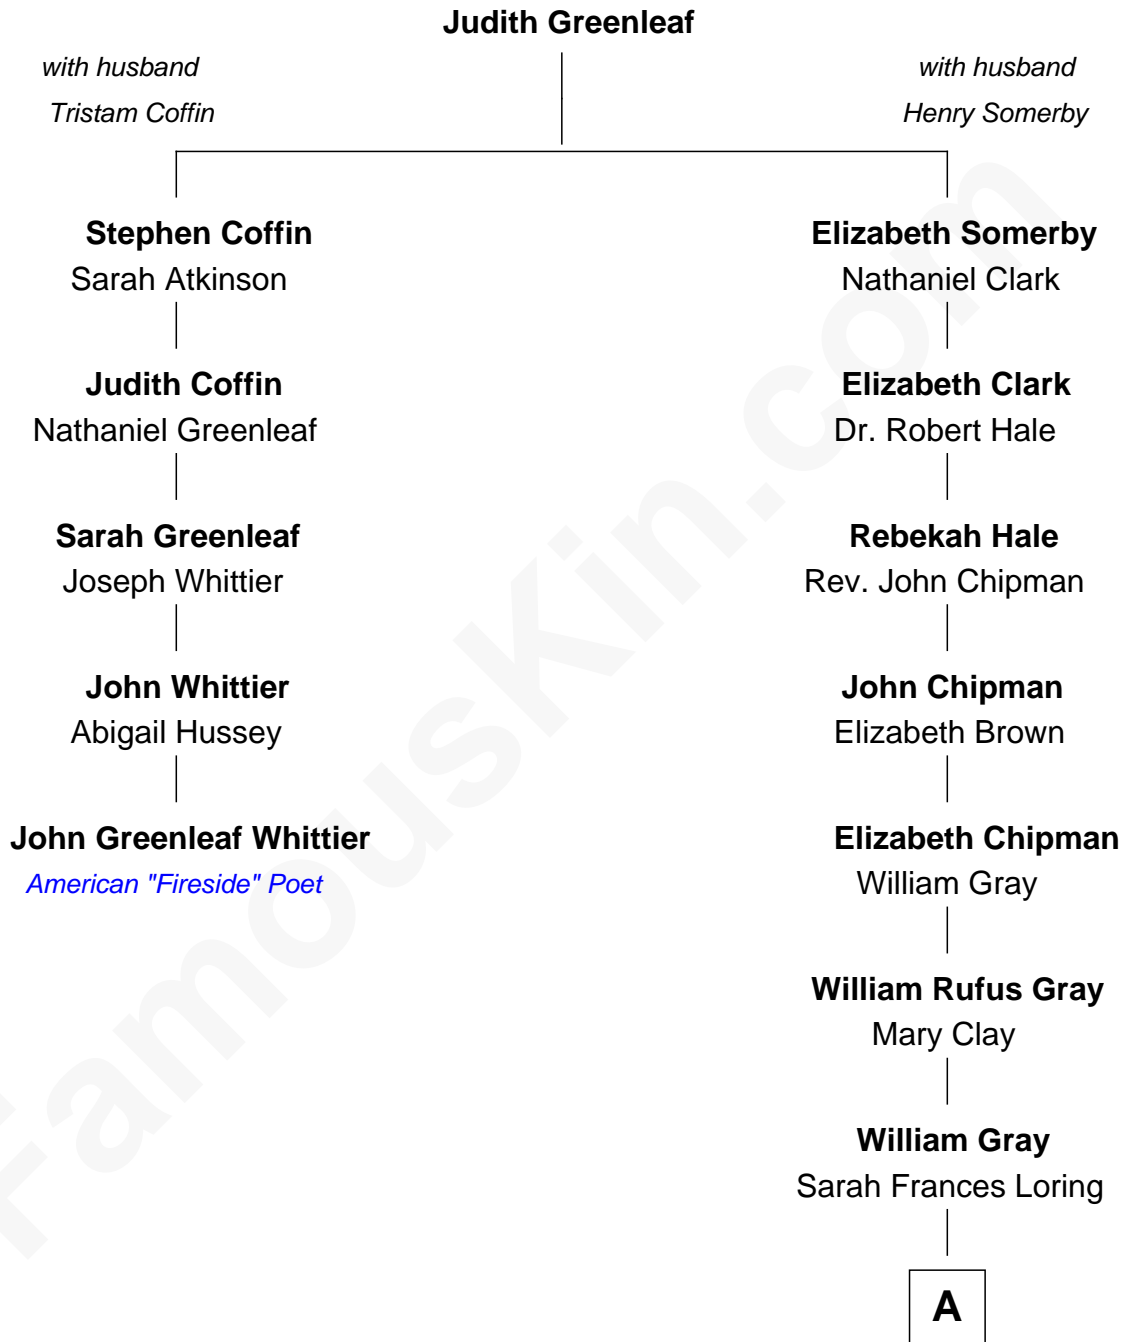 Judith Greenleaf
with husband
Tristam Coffin
with husband
Henry Somerby
Stephen Coffin
Sarah Atkinson
Judith Coffin
Nathaniel Greenleaf
Sarah Greenleaf
Joseph Whittier
John Whittier
Abigail Hussey
John Greenleaf Whittier
American "Fireside" Poet
Elizabeth Somerby
Nathaniel Clark
Elizabeth Clark
Dr. Robert Hale
Rebekah Hale
Rev. John Chipman
John Chipman
Elizabeth Brown
Elizabeth Chipman
William Gray
William Rufus Gray
Mary Clay
William Gray
Sarah Frances Loring
A
FamousKin.com